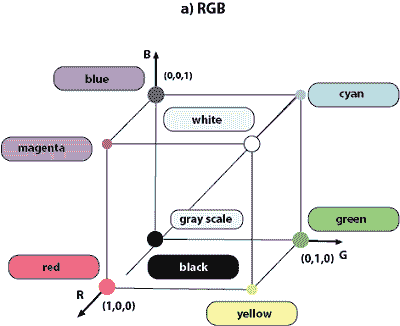 a) RGB
B
(0,0,1)
blue
cyan
white
magenta
gray scale
green
black
G
(0,1,0)
red
R
(1,0,0)
yellow